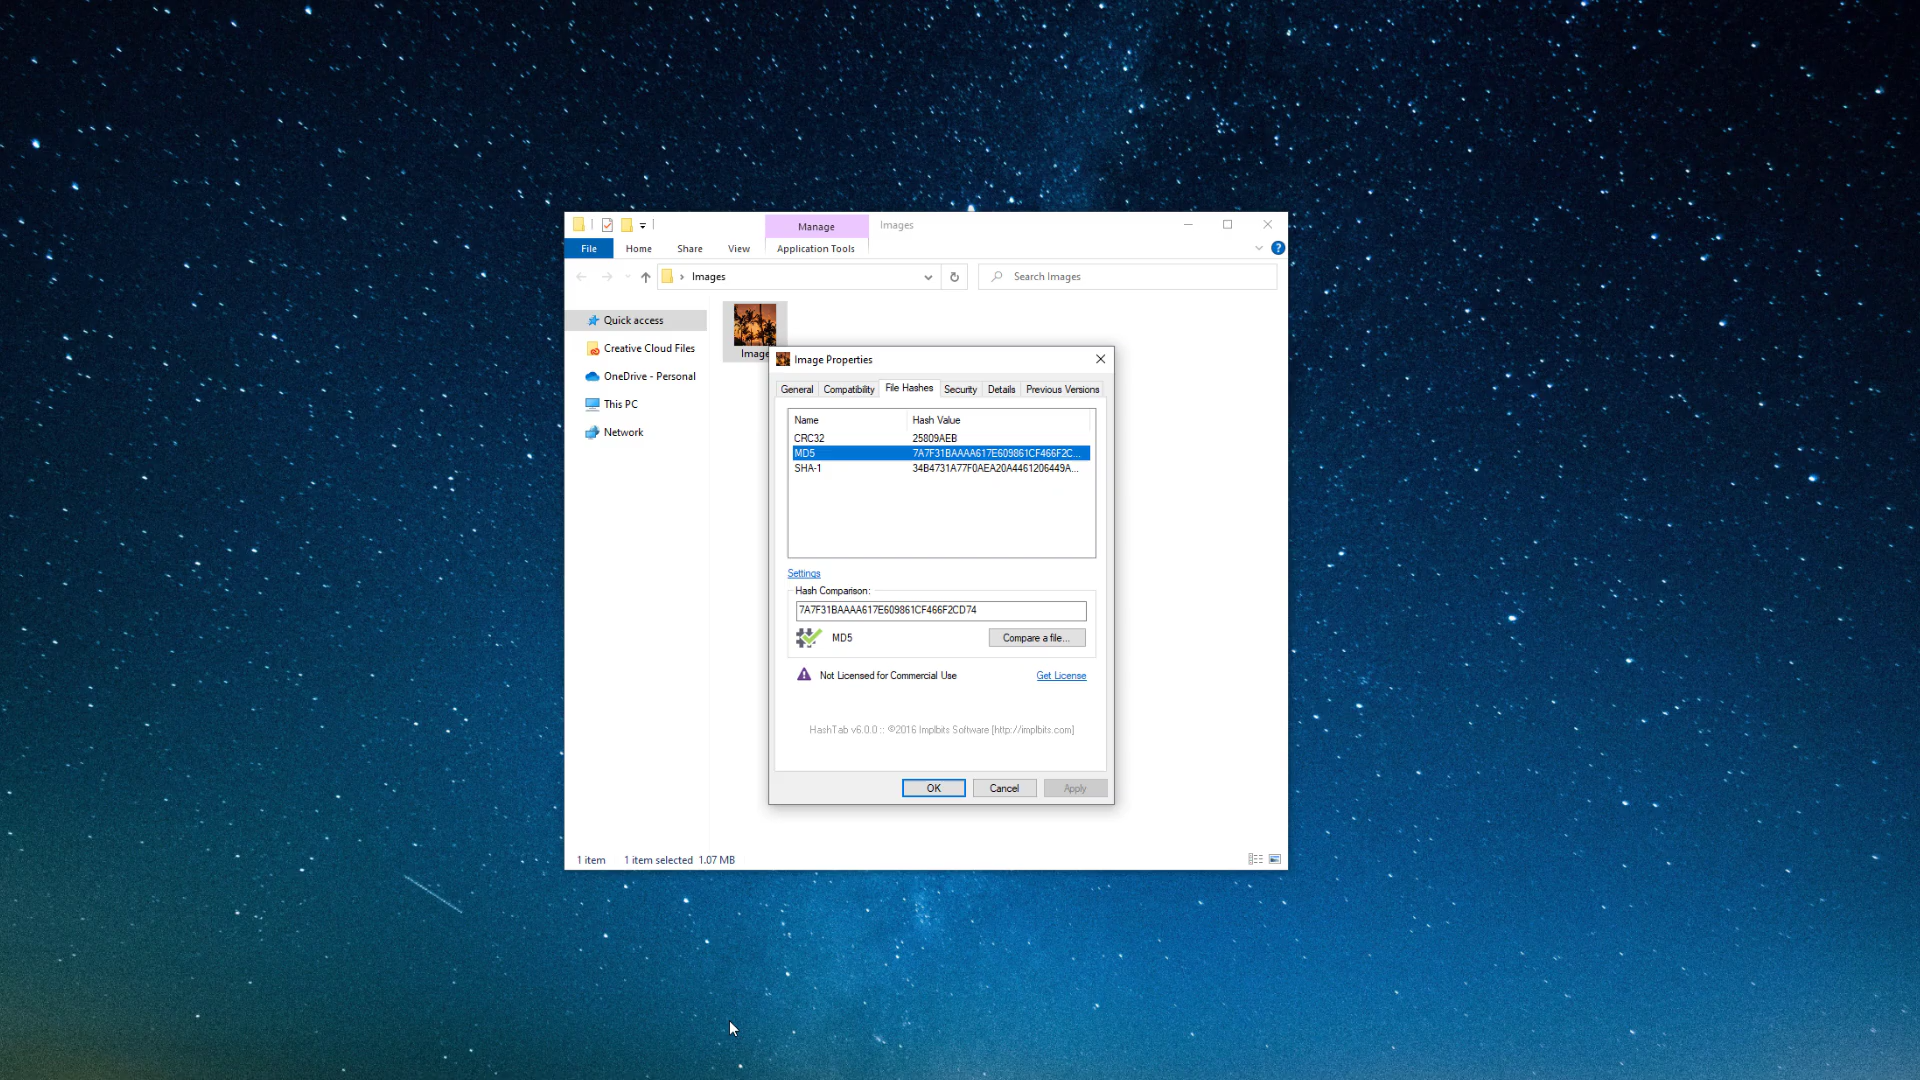 Manage
Images
File
Home
Share
View
Application Tools
Images
Search Images
Quick access
Creative Cloud Files
OneDrive - Personal
This PC
Network
Image
Image Properties
General
Compatibility
File Hashes
Security
Details
Previous Versions
Name
Hash Value
CRC32
25809AEB
MD5
7A7F31BAAAA617E609861CF466F2C...
SHA-1
34B4731A77F0AEA20A4461206449A...
Settings
Hash Comparison:
7A7F31BAAAA617E609861CF466F2CD74
MD5
Compare a file...
Not Licensed for Commercial Use
Get License
HashTab v6.0.0 :: ©2016 Implbits Software [http://implbits.com]
OK
Cancel
Apply
1 item
1 item selected 1.07 MB